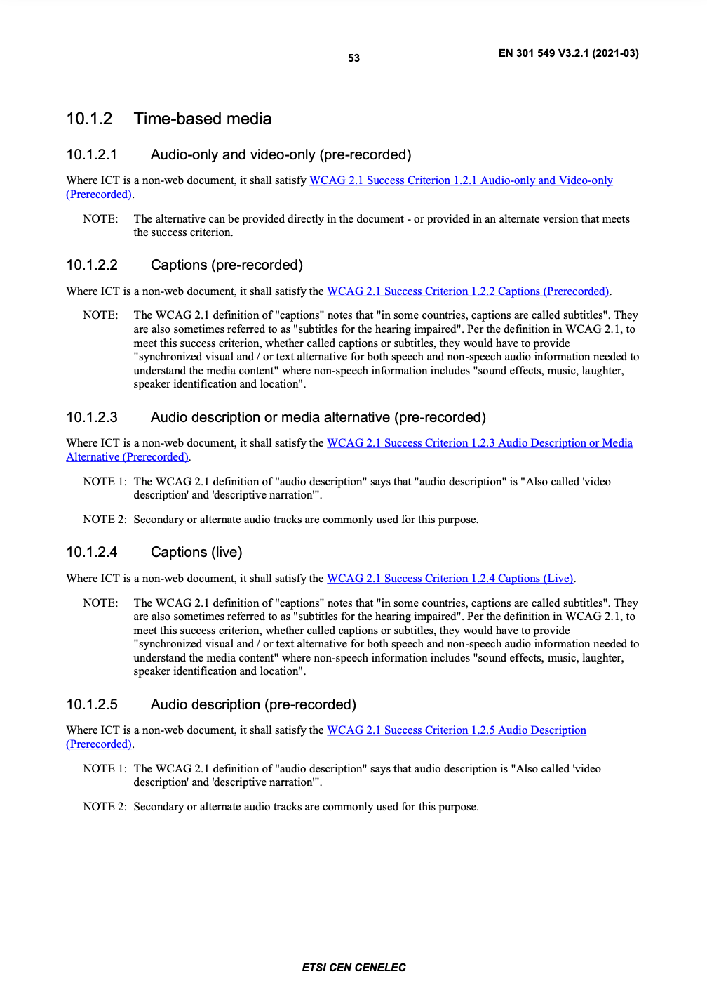 53
EN 301 549 V3.2.1 (2021-03)
10.1.2 Time-based media
10.1.2.1 Audio-only and video-only (pre-recorded)
Where ICT is a non-web document, it shall satisfy WCAG 2.1 Success Criterion 1.2.1 Audio-only and Video-only
(Prerecorded).
NOTE: The alternative can be provided directly in the document - or provided in an alternate version that meets
the success criterion.
10.1.2.2 Captions (pre-recorded)
Where ICT is a non-web document, it shall satisfy the WCAG 2.1 Success Criterion 1.2.2 Captions (Prerecorded).
NOTE: The WCAG 2.1 definition of "captions" notes that "in some countries, captions are called subtitles". They
are also sometimes referred to as "subtitles for the hearing impaired". Per the definition in WCAG 2.1, to
meet this success criterion, whether called captions or subtitles, they would have to provide
"synchronized visual and / or text alternative for both speech and non-speech audio information needed to
understand the media content" where non-speech information includes "sound effects, music, laughter,
speaker identification and location".
10.1.2.3 Audio description or media alternative (pre-recorded)
Where ICT is a non-web document, it shall satisfy the WCAG 2.1 Success Criterion 1.2.3 Audio Description or Media
Alternative (Prerecorded).
NOTE 1: The WCAG 2.1 definition of "audio description" says that "audio description" is "Also called 'video
description' and 'descriptive narration'".
NOTE 2: Secondary or alternate audio tracks are commonly used for this purpose.
10.1.2.4 Captions (live)
Where ICT is a non-web document, it shall satisfy the WCAG 2.1 Success Criterion 1.2.4 Captions (Live).
NOTE: The WCAG 2.1 definition of "captions" notes that "in some countries, captions are called subtitles". They
are also sometimes referred to as "subtitles for the hearing impaired". Per the definition in WCAG 2.1, to
meet this success criterion, whether called captions or subtitles, they would have to provide
"synchronized visual and / or text alternative for both speech and non-speech audio information needed to
understand the media content" where non-speech information includes "sound effects, music, laughter,
speaker identification and location".
10.1.2.5 Audio description (pre-recorded)
Where ICT is a non-web document, it shall satisfy the WCAG 2.1 Success Criterion 1.2.5 Audio Description
(Prerecorded).
NOTE 1: The WCAG 2.1 definition of "audio description" says that audio description is "Also called 'video
description' and 'descriptive narration'".
NOTE 2: Secondary or alternate audio tracks are commonly used for this purpose.
ETSI CEN CENELEC